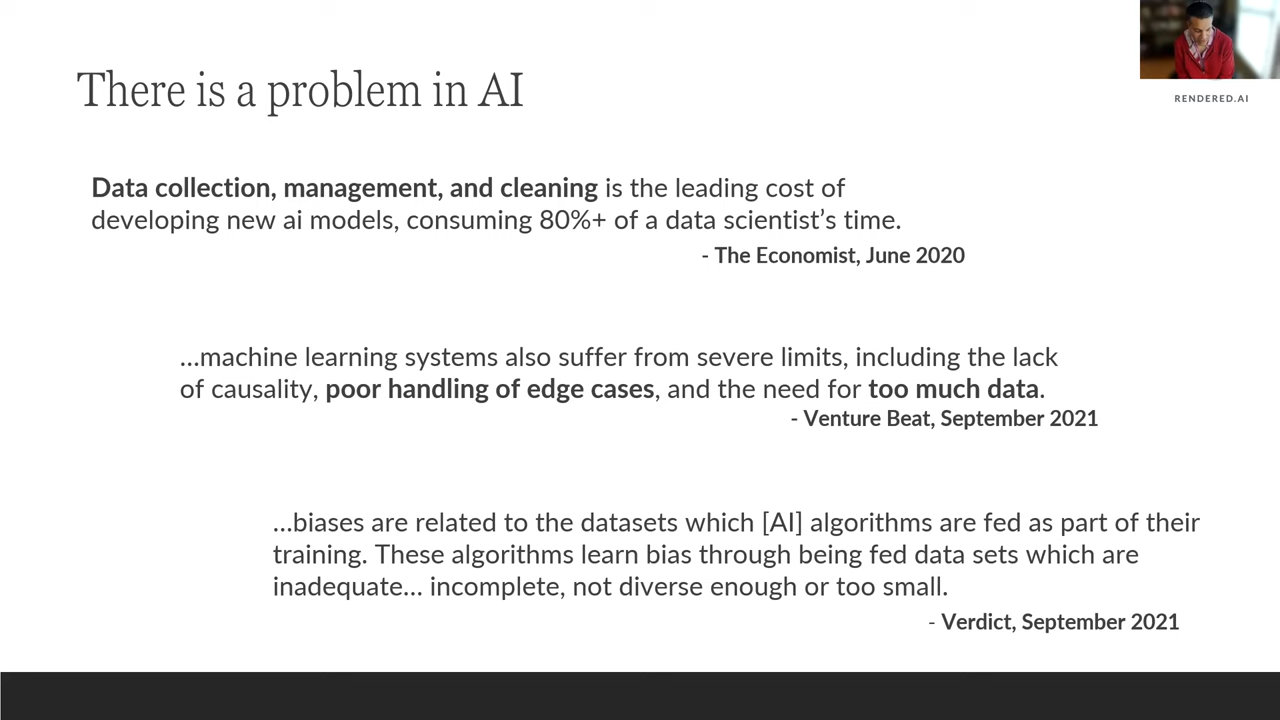 There is a problem in AI
RENDERED.AI
Data collection, management, and cleaning is the leading cost of
developing new ai models, consuming 80%+ of a data scientist’s time.
- The Economist, June 2020
...machine learning systems also suffer from severe limits, including the lack
of causality, poor handling of edge cases, and the need for too much data.
- Venture Beat, September 2021
...biases are related to the datasets which [AI] algorithms are fed as part of their
training. These algorithms learn bias through being fed data sets which are
inadequate... incomplete, not diverse enough or too small.
- Verdict, September 2021